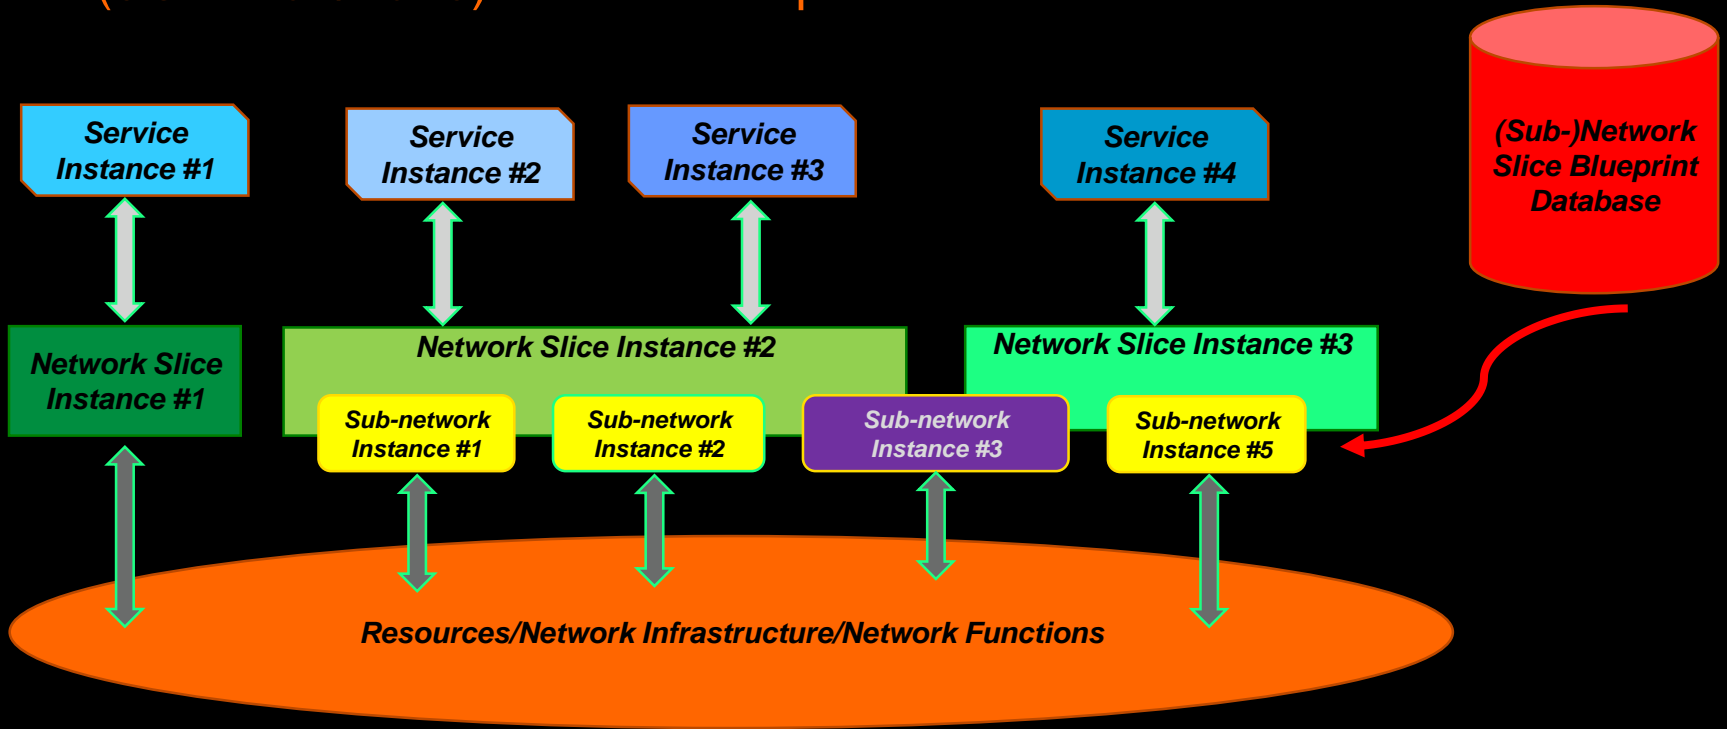 Service
Instance #1
Service
Instance #2
Service
Instance #3
Service
Instance #4
(Sub-)Network
Slice Blueprint
Database
Network Slice
Instance #1
Network Slice Instance #2
Network Slice Instance #3
Sub-network
Instance #1
Sub-network
Instance #2
Sub-network
Instance #3
Sub-network
Instance #5
Resources/Network Infrastructure/Network Functions